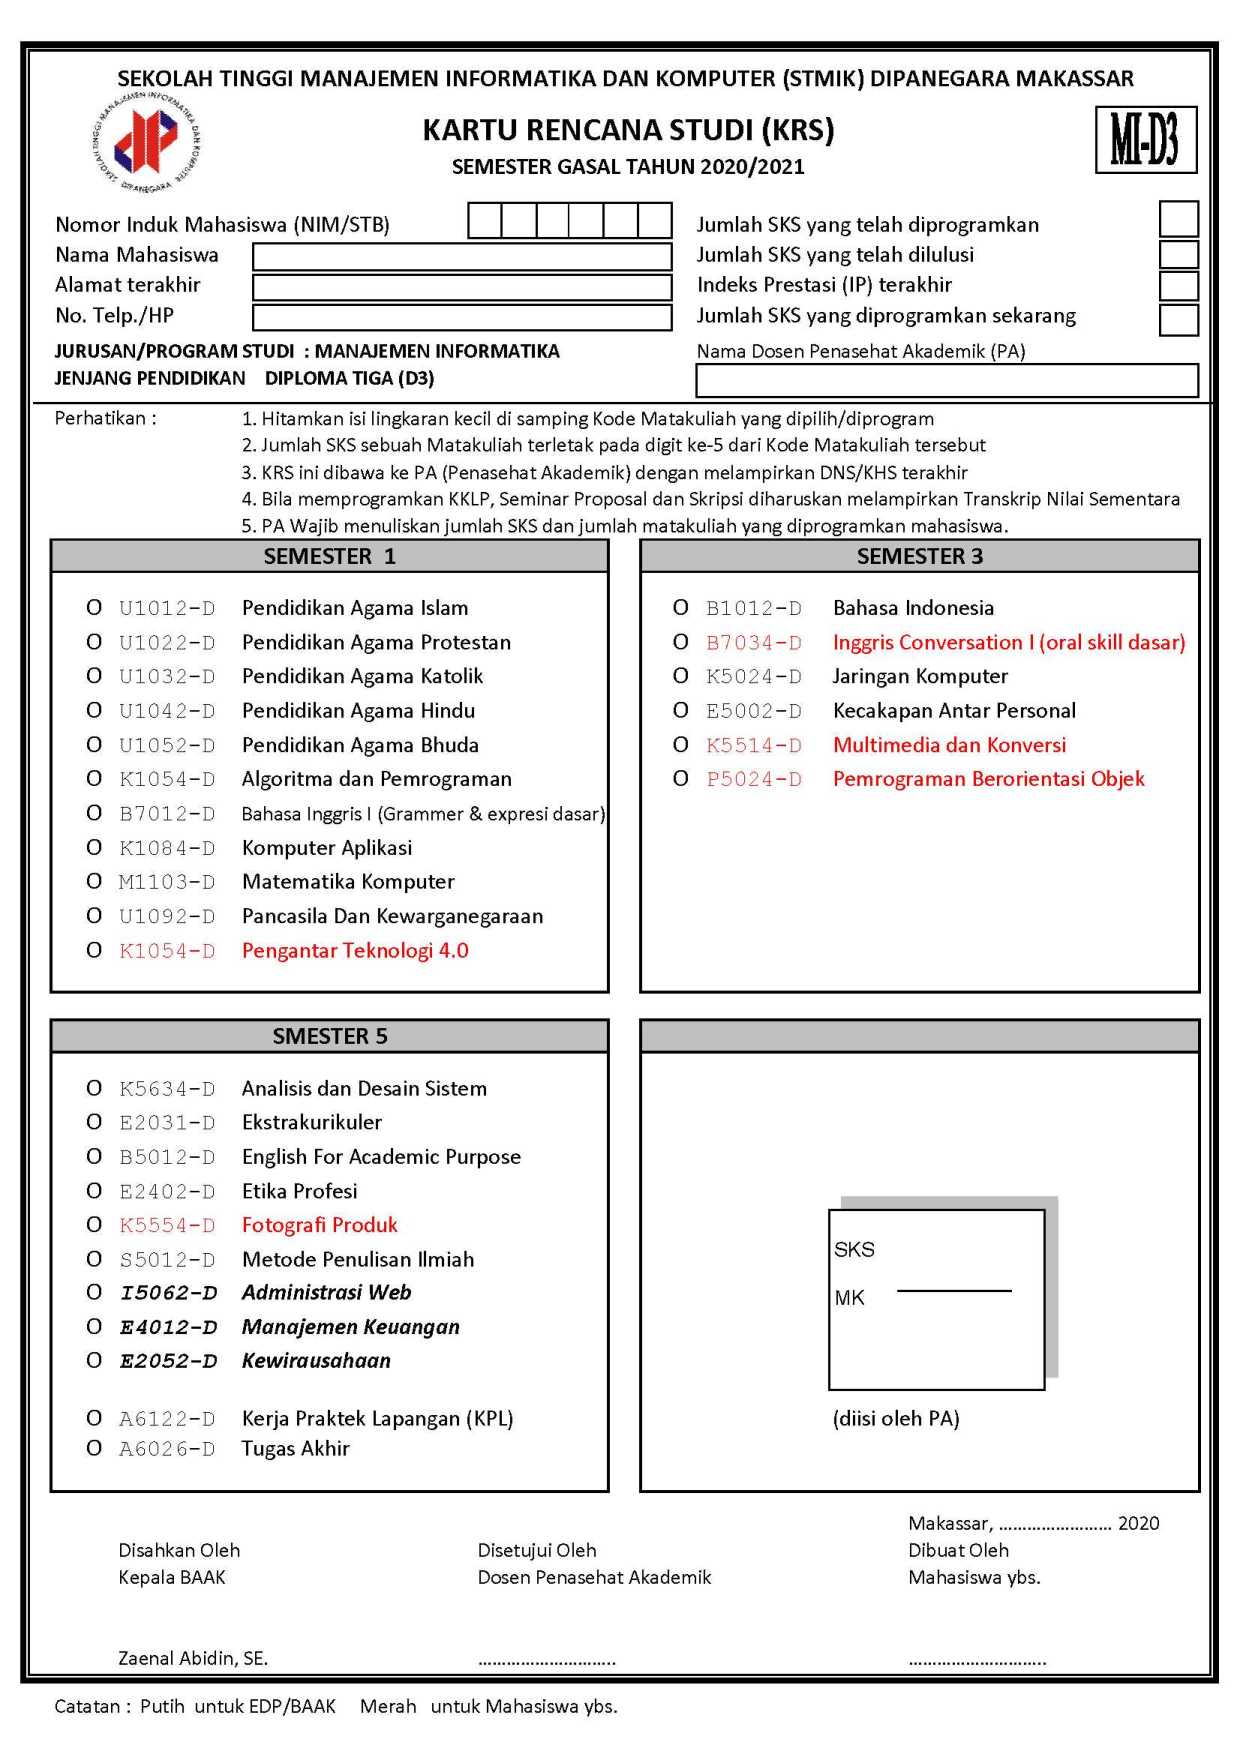 SEKOLAH TINGGI MANAJEMEN INFORMATIKA DAN KOMPUTER (STMIK) DIPANEGARA MAKASSAR
SEKOLAH TINGGI MANAJEMEN INFORMATIKA DAN KOMPUTER
DIPANEGARA
KARTU RENCANA STUDI (KRS)
MI-D3
SEMESTER GASAL TAHUN 2020/2021
Nomor Induk Mahasiswa (NIM/STB)
Nama Mahasiswa
Alamat terakhir
No. Telp./HP
Jumlah SKS yang telah diprogramkan
Jumlah SKS yang telah dilulusi
Indeks Prestasi (IP) terakhir
Jumlah SKS yang diprogramkan sekarang
JURUSAN/PROGRAM STUDI : MANAJEMEN INFORMATIKA
JENJANG PENDIDIKAN DIPLOMA TIGA (D3)
Nama Dosen Penasehat Akademik (PA)
Perhatikan : 1. Hitamkan isi lingkaran kecil di samping Kode Matakuliah yang dipilih/diprogram
2. Jumlah SKS sebuah Matakuliah terletak pada digit ke-5 dari Kode Matakuliah tersebut
3. KRS ini dibawa ke PA (Penasehat Akademik) dengan melampirkan DNS/KHS terakhir
4. Bila memprogramkan KKLP, Seminar Proposal dan Skripsi diharuskan melampirkan Transkrip Nilai Sementara
5. PA Wajib menuliskan jumlah SKS dan jumlah matakuliah yang diprogramkan mahasiswa.
SEMESTER 1
O U1012-D Pendidikan Agama Islam
O U1022-D Pendidikan Agama Protestan
O U1032-D Pendidikan Agama Katolik
O U1042-D Pendidikan Agama Hindu
O U1052-D Pendidikan Agama Bhuda
O K1054-D Algoritma dan Pemrograman
O B7012-D Bahasa Inggris I (Grammer & expresi dasar)
O K1084-D Komputer Aplikasi
O M1103-D Matematika Komputer
O U1092-D Pancasila Dan Kewarganegaraan
O K1054-D Pengantar Teknologi 4.0
SEMESTER 3
O B1012-D Bahasa Indonesia
O B7034-D Inggris Conversation I (oral skill dasar)
O K5024-D Jaringan Komputer
O E5002-D Kecakapan Antar Personal
O K5514-D Multimedia dan Konversi
O P5024-D Pemrograman Berorientasi Objek
SMESTER 5
O K5634-D Analisis dan Desain Sistem
O E2031-D Ekstrakurikuler
O B5012-D English For Academic Purpose
O E2402-D Etika Profesi
O K5554-D Fotografi Produk
O S5012-D Metode Penulisan Ilmiah
O I5062-D Administrasi Web
O E4012-D Manajemen Keuangan
O E2052-D Kewirausahaan
O A6122-D Kerja Praktek Lapangan (KPL)
O A6026-D Tugas Akhir
SKS
MK
(diisi oleh PA)
Makassar, ........................ 2020
Disahkan Oleh
Kepala BAAK
Disetujui Oleh
Dosen Penasehat Akademik
Dibuat Oleh
Mahasiswa ybs.
Zaenal Abidin, SE.
.............................
.............................
Catatan : Putih untuk EDP/BAAK Merah untuk Mahasiswa ybs.